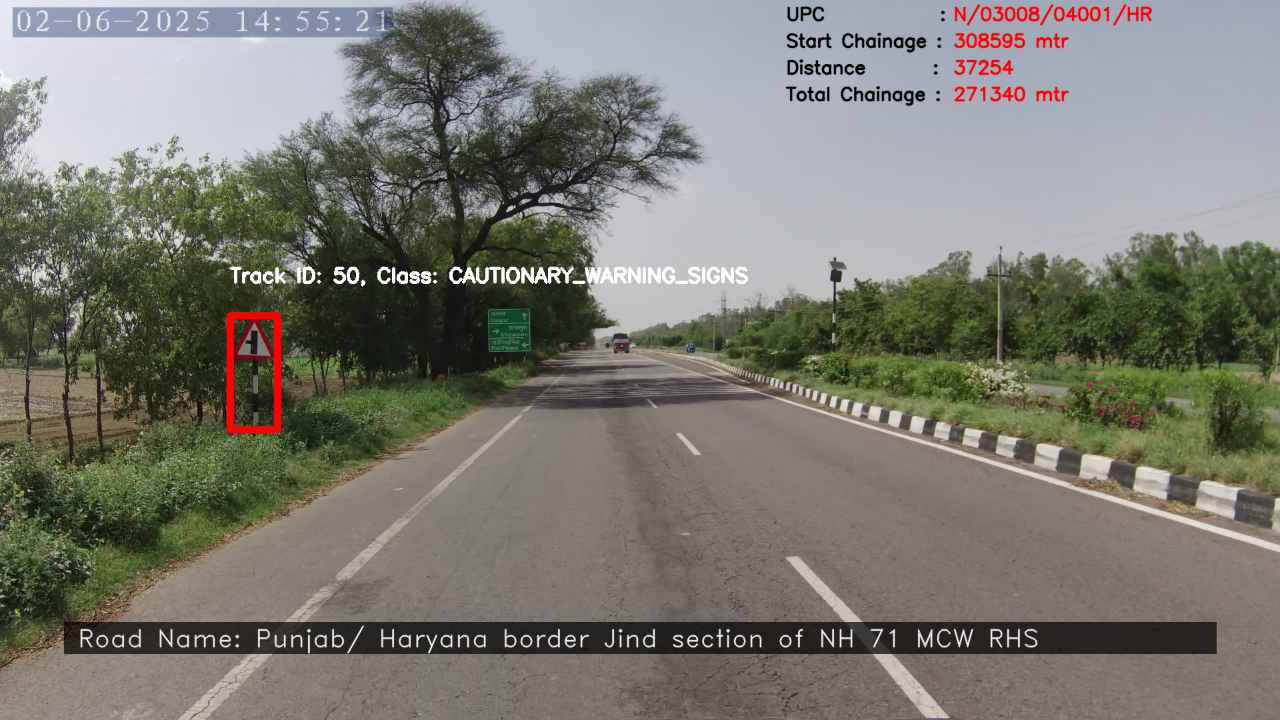 02-06-2025 14:55:21
UPC : N/03008/04001/HR
Start Chainage : 308595 mtr
Distance : 37254
Total Chainage : 271340 mtr
Track ID: 50, Class: CAUTIONARY_WARNING_SIGNS
Road Name: Punjab/ Haryana border Jind section of NH 71 MCW RHS